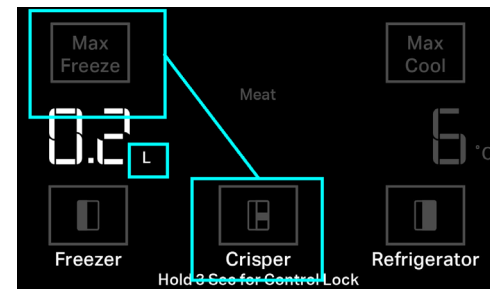 Max
Freeze
Max
Cool
Meat
0.2
L
6
°C
Freezer
Crisper
Refrigerator
Hold 3 Sec for Control Lock